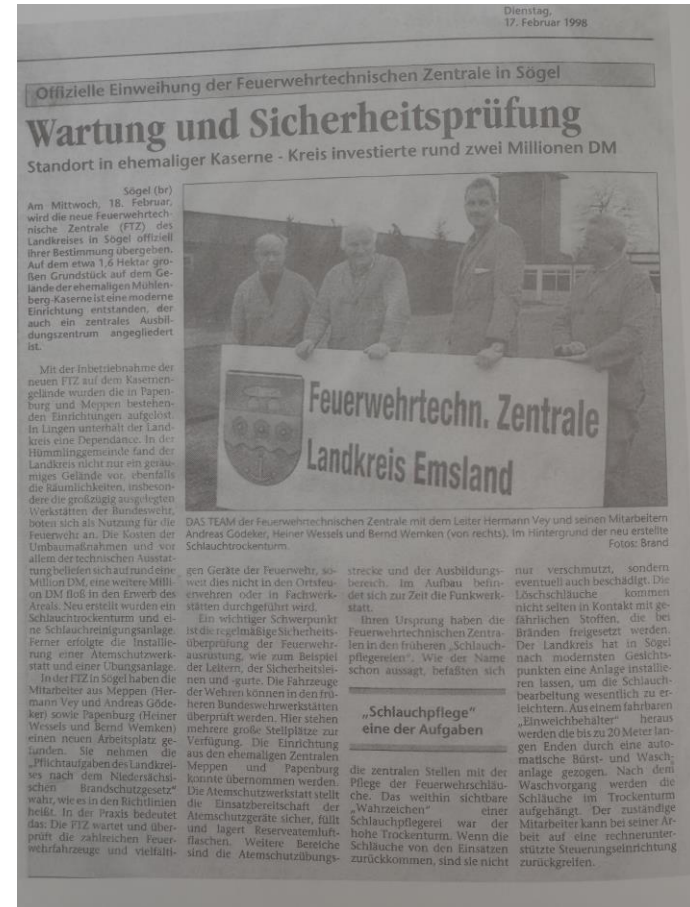 Dienstag,
17. Februar 1998
Offizielle Einweihung der Feuerwehrtechnischen Zentrale in Sögel
Wartung und Sicherheitsprüfung
Standort in ehemaliger Kaserne - Kreis investierte rund zwei Millionen DM
Sögel (br)
Am Mittwoch, 18. Februar,
wird die neue Feuerwehrtech-
nische Zentrale (FTZ) des
Landkreises in Sögel offiziell
ihrer Bestimmung übergeben.
Auf dem etwa 1,6 Hektar gro-
ßen Grundstück auf dem Ge-
lände der ehemaligen Mühlen-
berg-Kaserne ist eine moderne
Einrichtung entstanden, der
auch ein zentrales Ausbil-
dungszentrum angegliedert
ist.
Mit der Inbetriebnahme der
neuen FTZ auf dem Kasernen-
gelände wurden die in Papen-
burg und Meppen bestehen-
den Einrichtungen aufgelöst.
In Lingen unterhält der Land-
kreis eine Dependance. In der
Hümmlinggemeinde fand der
Landkreis nicht nur ein geräu-
miges Gelände vor, ebenfalls
die Räumlichkeiten, insbeson-
dere die großzügig ausgelegten
Werkstätten der Bundeswehr,
boten sich als Nutzung für die
Feuerwehr an. Die Kosten der
Umbaumaßnahmen und vor
allem der technischen Ausstat-
tung beliefen sich auf rund eine
Million DM, eine weitere Milli-
on DM floß in den Erwerb des
Areals. Neu erstellt wurden ein
Schlauchtrockenturm und ei-
ne Schlauchreinigungsanlage.
Ferner erfolgte die Installie-
rung einer Atemschutzwerk-
statt und einer Übungsanlage.
In der FTZ in Sögel haben die
Mitarbeiter aus Meppen (Her-
mann Vey und Andreas Göde-
ker) sowie Papenburg (Heiner
Wessels und Bernd Wemken)
einen neuen Arbeitsplatz ge-
funden. Sie nehmen die
„Pflichtaufgaben des Landkrei-
ses nach dem Niedersächsi-
schen Brandschutzgesetz“
wahr, wie es in den Richtlinien
heißt. In der Praxis bedeutet
das: Die FTZ wartet und über-
prüft die zahlreichen Feuer-
wehrfahrzeuge und vielfälti-
Feuerwehrtechn. Zentrale
Landkreis Emsland
DAS TEAM der Feuerwehrtechnischen Zentrale mit dem Leiter Hermann Vey und seinen Mitarbeitern
Andreas Gödeker, Heiner Wessels und Bernd Wemken (von rechts). Im Hintergrund der neu erstellte
Schlauchtrockenturm. Fotos: Brand
gen Geräte der Feuerwehr, so-
weit dies nicht in den Ortsfeu-
erwehren oder in Fachwerk-
stätten durchgeführt wird.
Ein wichtiger Schwerpunkt
ist die regelmäßige Sicherheits-
überprüfung der Feuerwehr-
ausrüstung, wie zum Beispiel
der Leitern, der Sicherheitslei-
nen und -gurte. Die Fahrzeuge
der Wehren können in den frü-
heren Bundeswehrwerkstätten
überprüft werden. Hier stehen
mehrere große Stellplätze zur
Verfügung. Die Einrichtung
aus den ehemaligen Zentralen
Meppen und Papenburg
konnte übernommen werden.
Die Atemschutzwerkstatt stellt
die Einsatzbereitschaft der
Atemschutzgeräte sicher, füllt
und lagert Reserveatemluft-
flaschen. Weitere Bereiche
sind die Atemschutzübungs-
strecke und der Ausbildungs-
bereich. Im Aufbau befin-
det sich zur Zeit die Funkwerk-
statt.
Ihren Ursprung haben die
Feuerwehrtechnischen Zentra-
len in den früheren „Schlauch-
pflegereien“. Wie der Name
schon aussagt, befaßten sich
„Schlauchpflege“
eine der Aufgaben
die zentralen Stellen mit der
Pflege der Feuerwehrschläu-
che. Das weithin sichtbare
„Wahrzeichen“ einer
Schlauchpflegerei war der
hohe Trockenturm. Wenn die
Schläuche von den Einsätzen
zurückkommen, sind sie nicht
nur verschmutzt, sondern
eventuell auch beschädigt. Die
Löschschläuche kommen
nicht selten in Kontakt mit ge-
fährlichen Stoffen, die bei
Bränden freigesetzt werden.
Der Landkreis hat in Sögel
nach modernsten Gesichts-
punkten eine Anlage installie-
ren lassen, um die Schlauch-
bearbeitung wesentlich zu er-
leichtern. Aus einem fahrbaren
„Einweichbehälter“ heraus
werden die bis zu 20 Meter lan-
gen Enden durch eine auto-
matische Bürst- und Wasch-
anlage gezogen. Nach dem
Waschvorgang werden die
Schläuche im Trockenturm
aufgehängt. Der zuständige
Mitarbeiter kann bei seiner Ar-
beit auf eine rechnerunter-
stützte Steuerungseinrichtung
zurückgreifen.